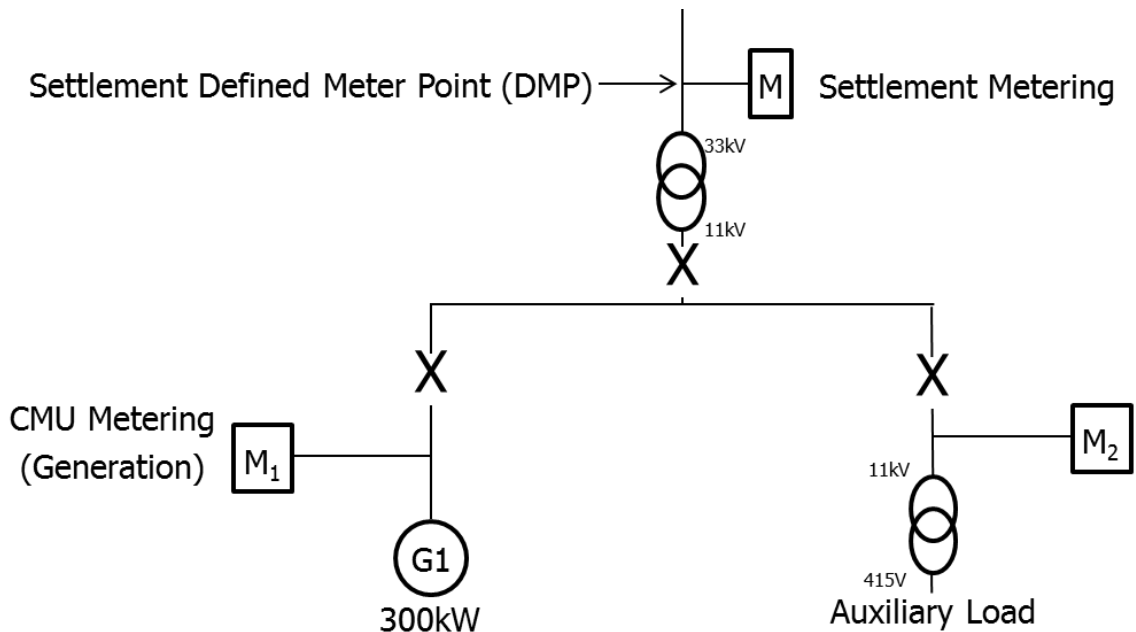 Settlement Defined Meter Point (DMP)
M
Settlement Metering
33kV
11kV
X
X
X
CMU Metering
(Generation)
M₁
M₂
11kV
G1
300kW
415V
Auxiliary Load